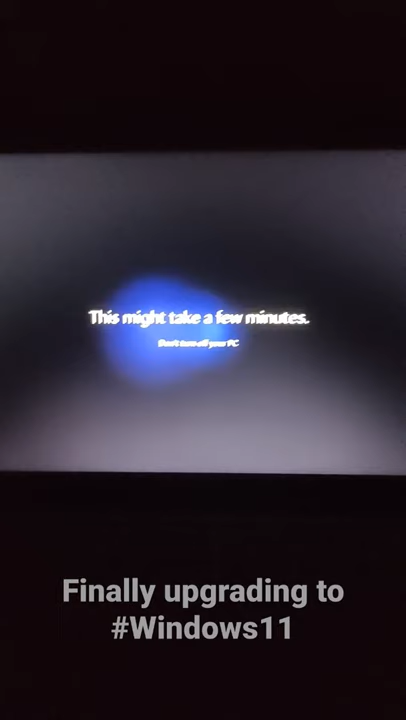 This might take a few minutes.
Don't turn off your PC
Finally upgrading to
#Windows11